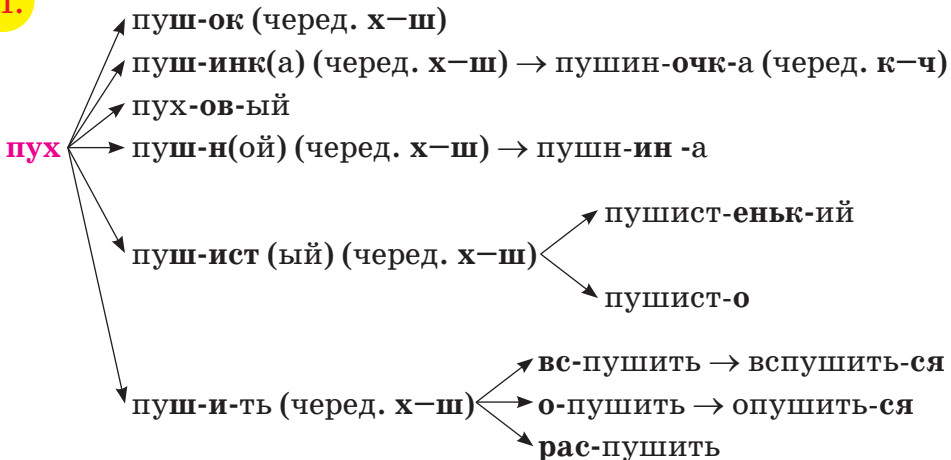 1.
пуш-ок (черед. х—ш)
пуш-инк(а) (черед. х—ш) → пушин-очк-а (черед. к—ч)
пух-ов-ый
пух
пуш-н(ой) (черед. х—ш) → пушн-ин -а
пушист-еньк-ий
пуш-ист (ый) (черед. х—ш)
пушист-о
вс-пушить → вспушить-ся
пуш-и-ть (черед. х—ш)
о-пушить → опушить-ся
рас-пушить